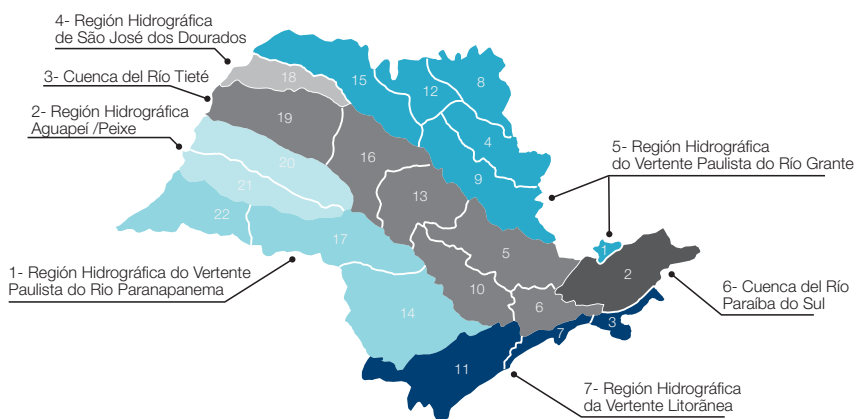 4- Región Hidrográfica
de São José dos Dourados
3- Cuenca del Río Tieté
2- Región Hidrográfica
Aguapeí /Peixe
1- Región Hidrográfica do Vertente
Paulista do Rio Paranapanema
5- Región Hidrográfica
do Vertente Paulista do Río Grante
6- Cuenca del Río
Paraíba do Sul
7- Región Hidrográfica
da Vertente Litorãnea
18
15
12
8
19
4
16
9
20
13
21
22
17
5
1
2
10
6
14
7
3
11